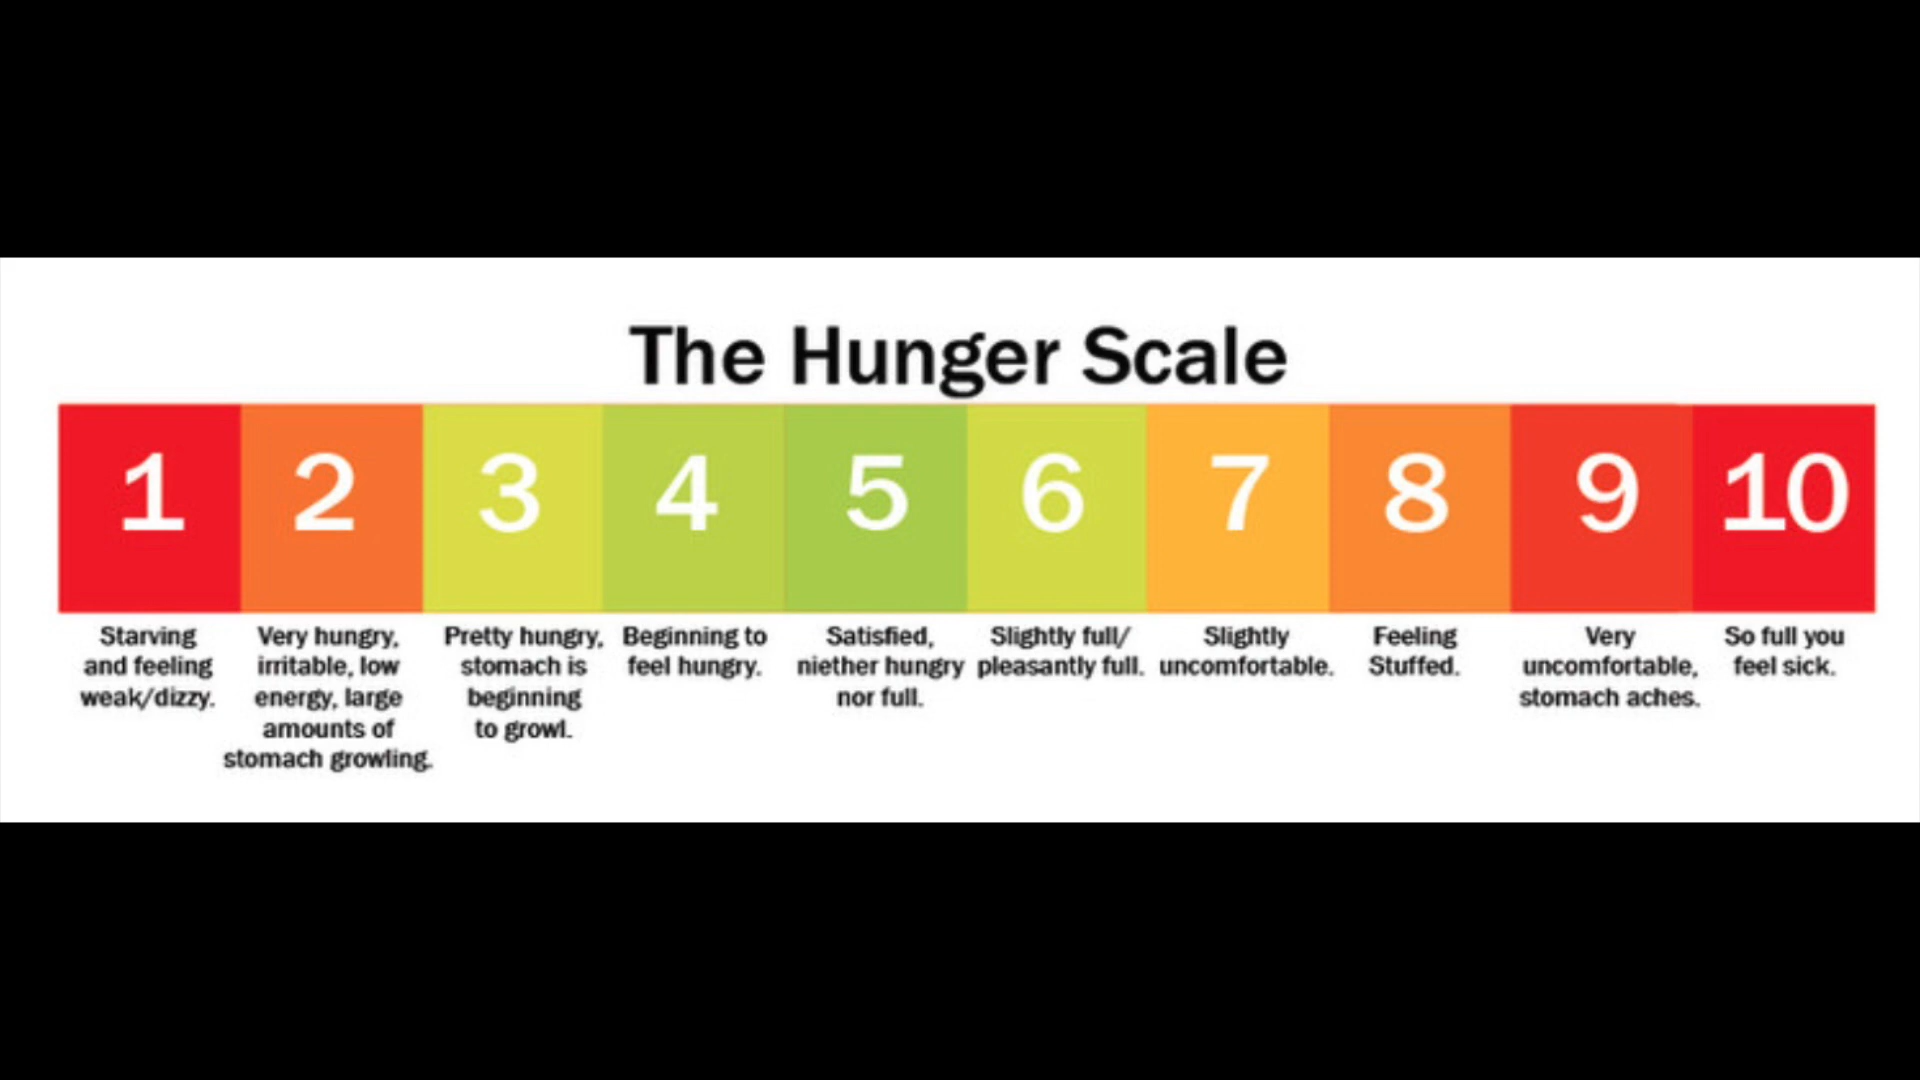 The Hunger Scale
1 2 3 4 5 6 7 8 9 10
Starving
and feeling
weak/dizzy.
Very hungry,
irritable, low
energy, large
amounts of
stomach growling.
Pretty hungry,
stomach is
beginning
to growl.
Beginning to
feel hungry.
Satisfied,
niether hungry
nor full.
Slightly full/
pleasantly full.
Slightly
uncomfortable.
Feeling
Stuffed.
Very
uncomfortable,
stomach aches.
So full you
feel sick.